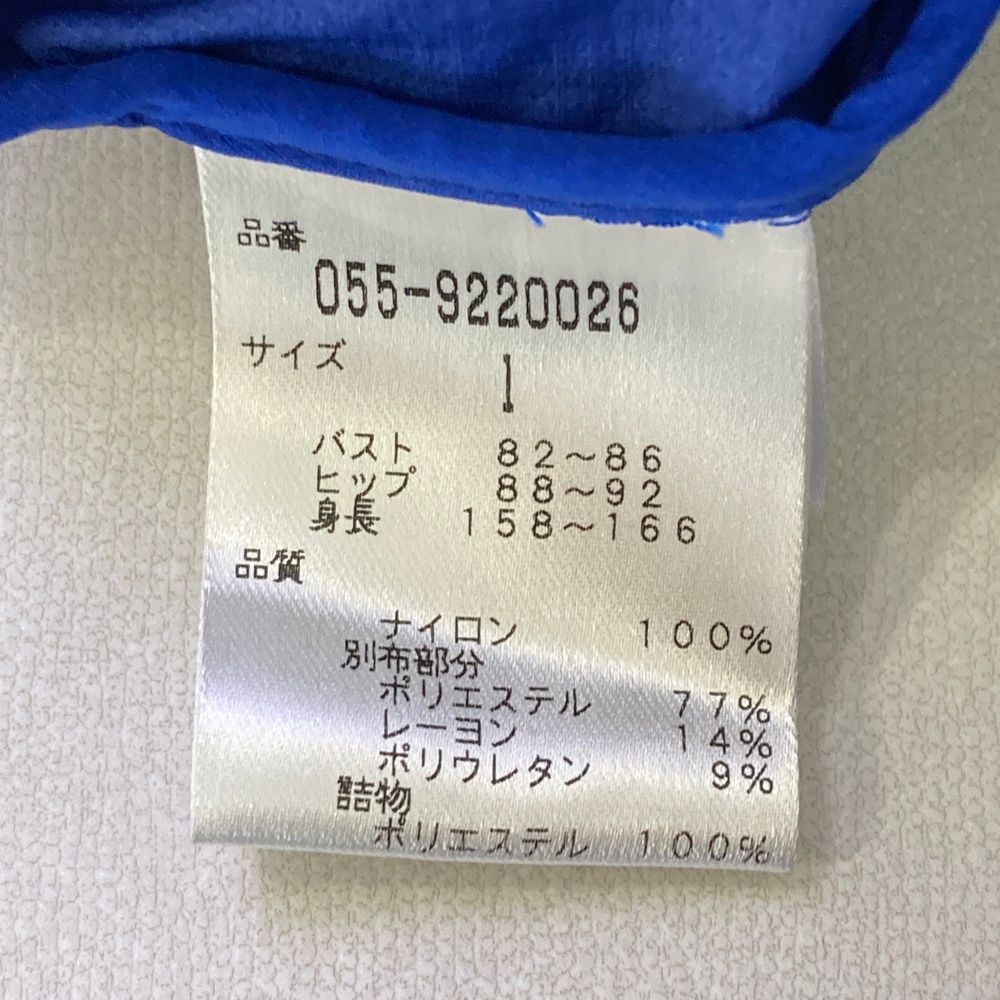 品番
055-9220026
サイズ
1
バスト 82~86
ヒップ 88~92
身長 158~166
品質
ナイロン 100%
別布部分
ポリエステル 77%
レーヨン 14%
ポリウレタン 9%
詰物
ポリエステル 100%